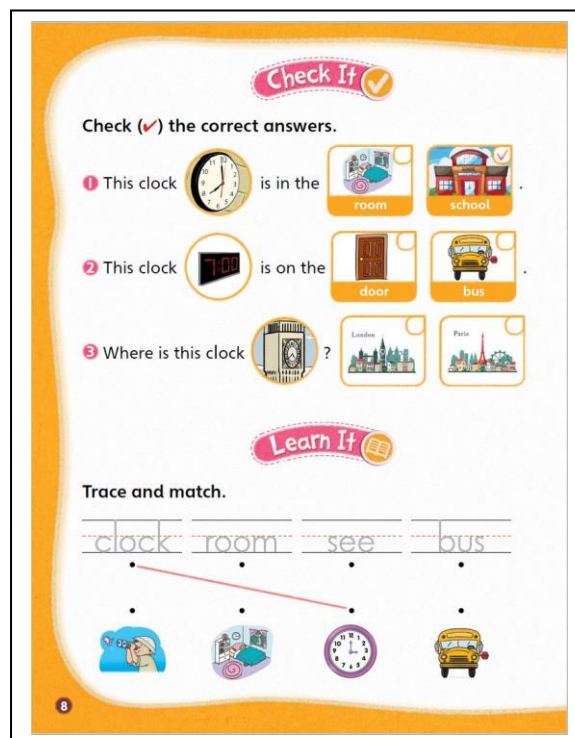 Check It
Check (✓) the correct answers.
1 This clock is in the room school .
2 This clock 7:00 is on the door bus .
3 Where is this clock ? London Paris
Learn It
Trace and match.
clock room see bus
8